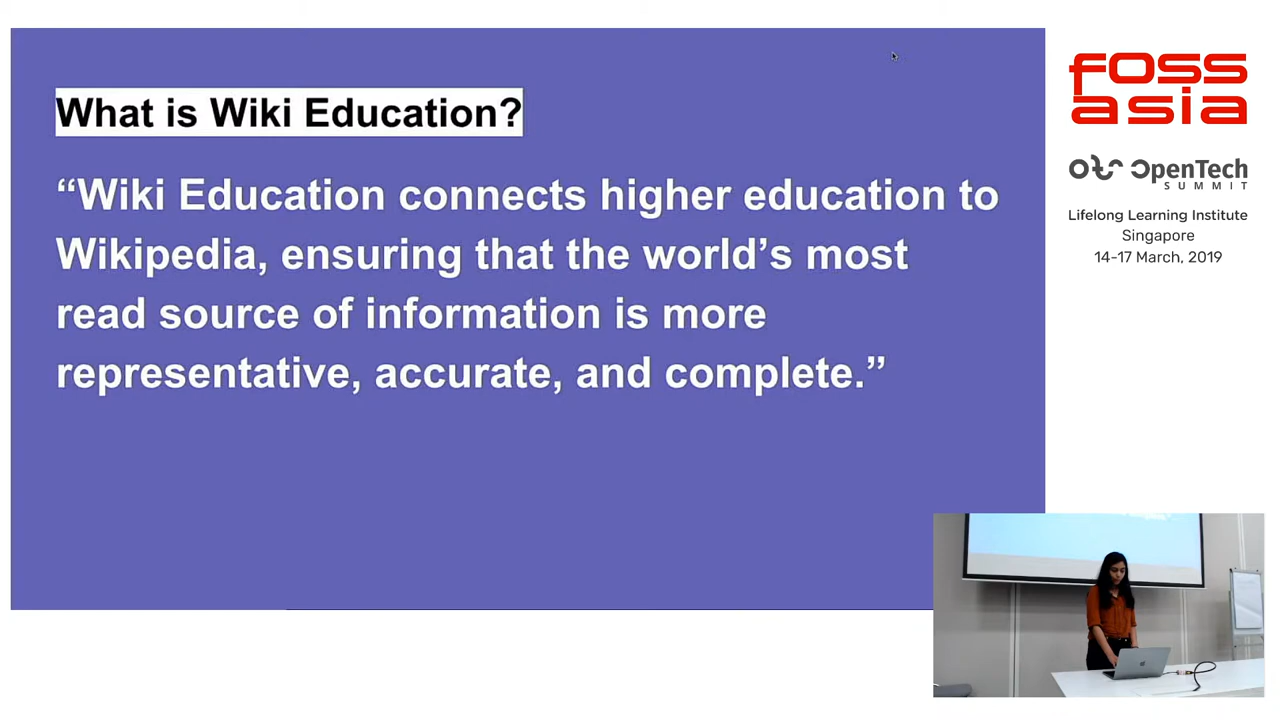 What is Wiki Education?
“Wiki Education connects higher education to
Wikipedia, ensuring that the world’s most
read source of information is more
representative, accurate, and complete.”
fOSS
asia
OpenTech
SUMMIT
Lifelong Learning Institute
Singapore
14-17 March, 2019